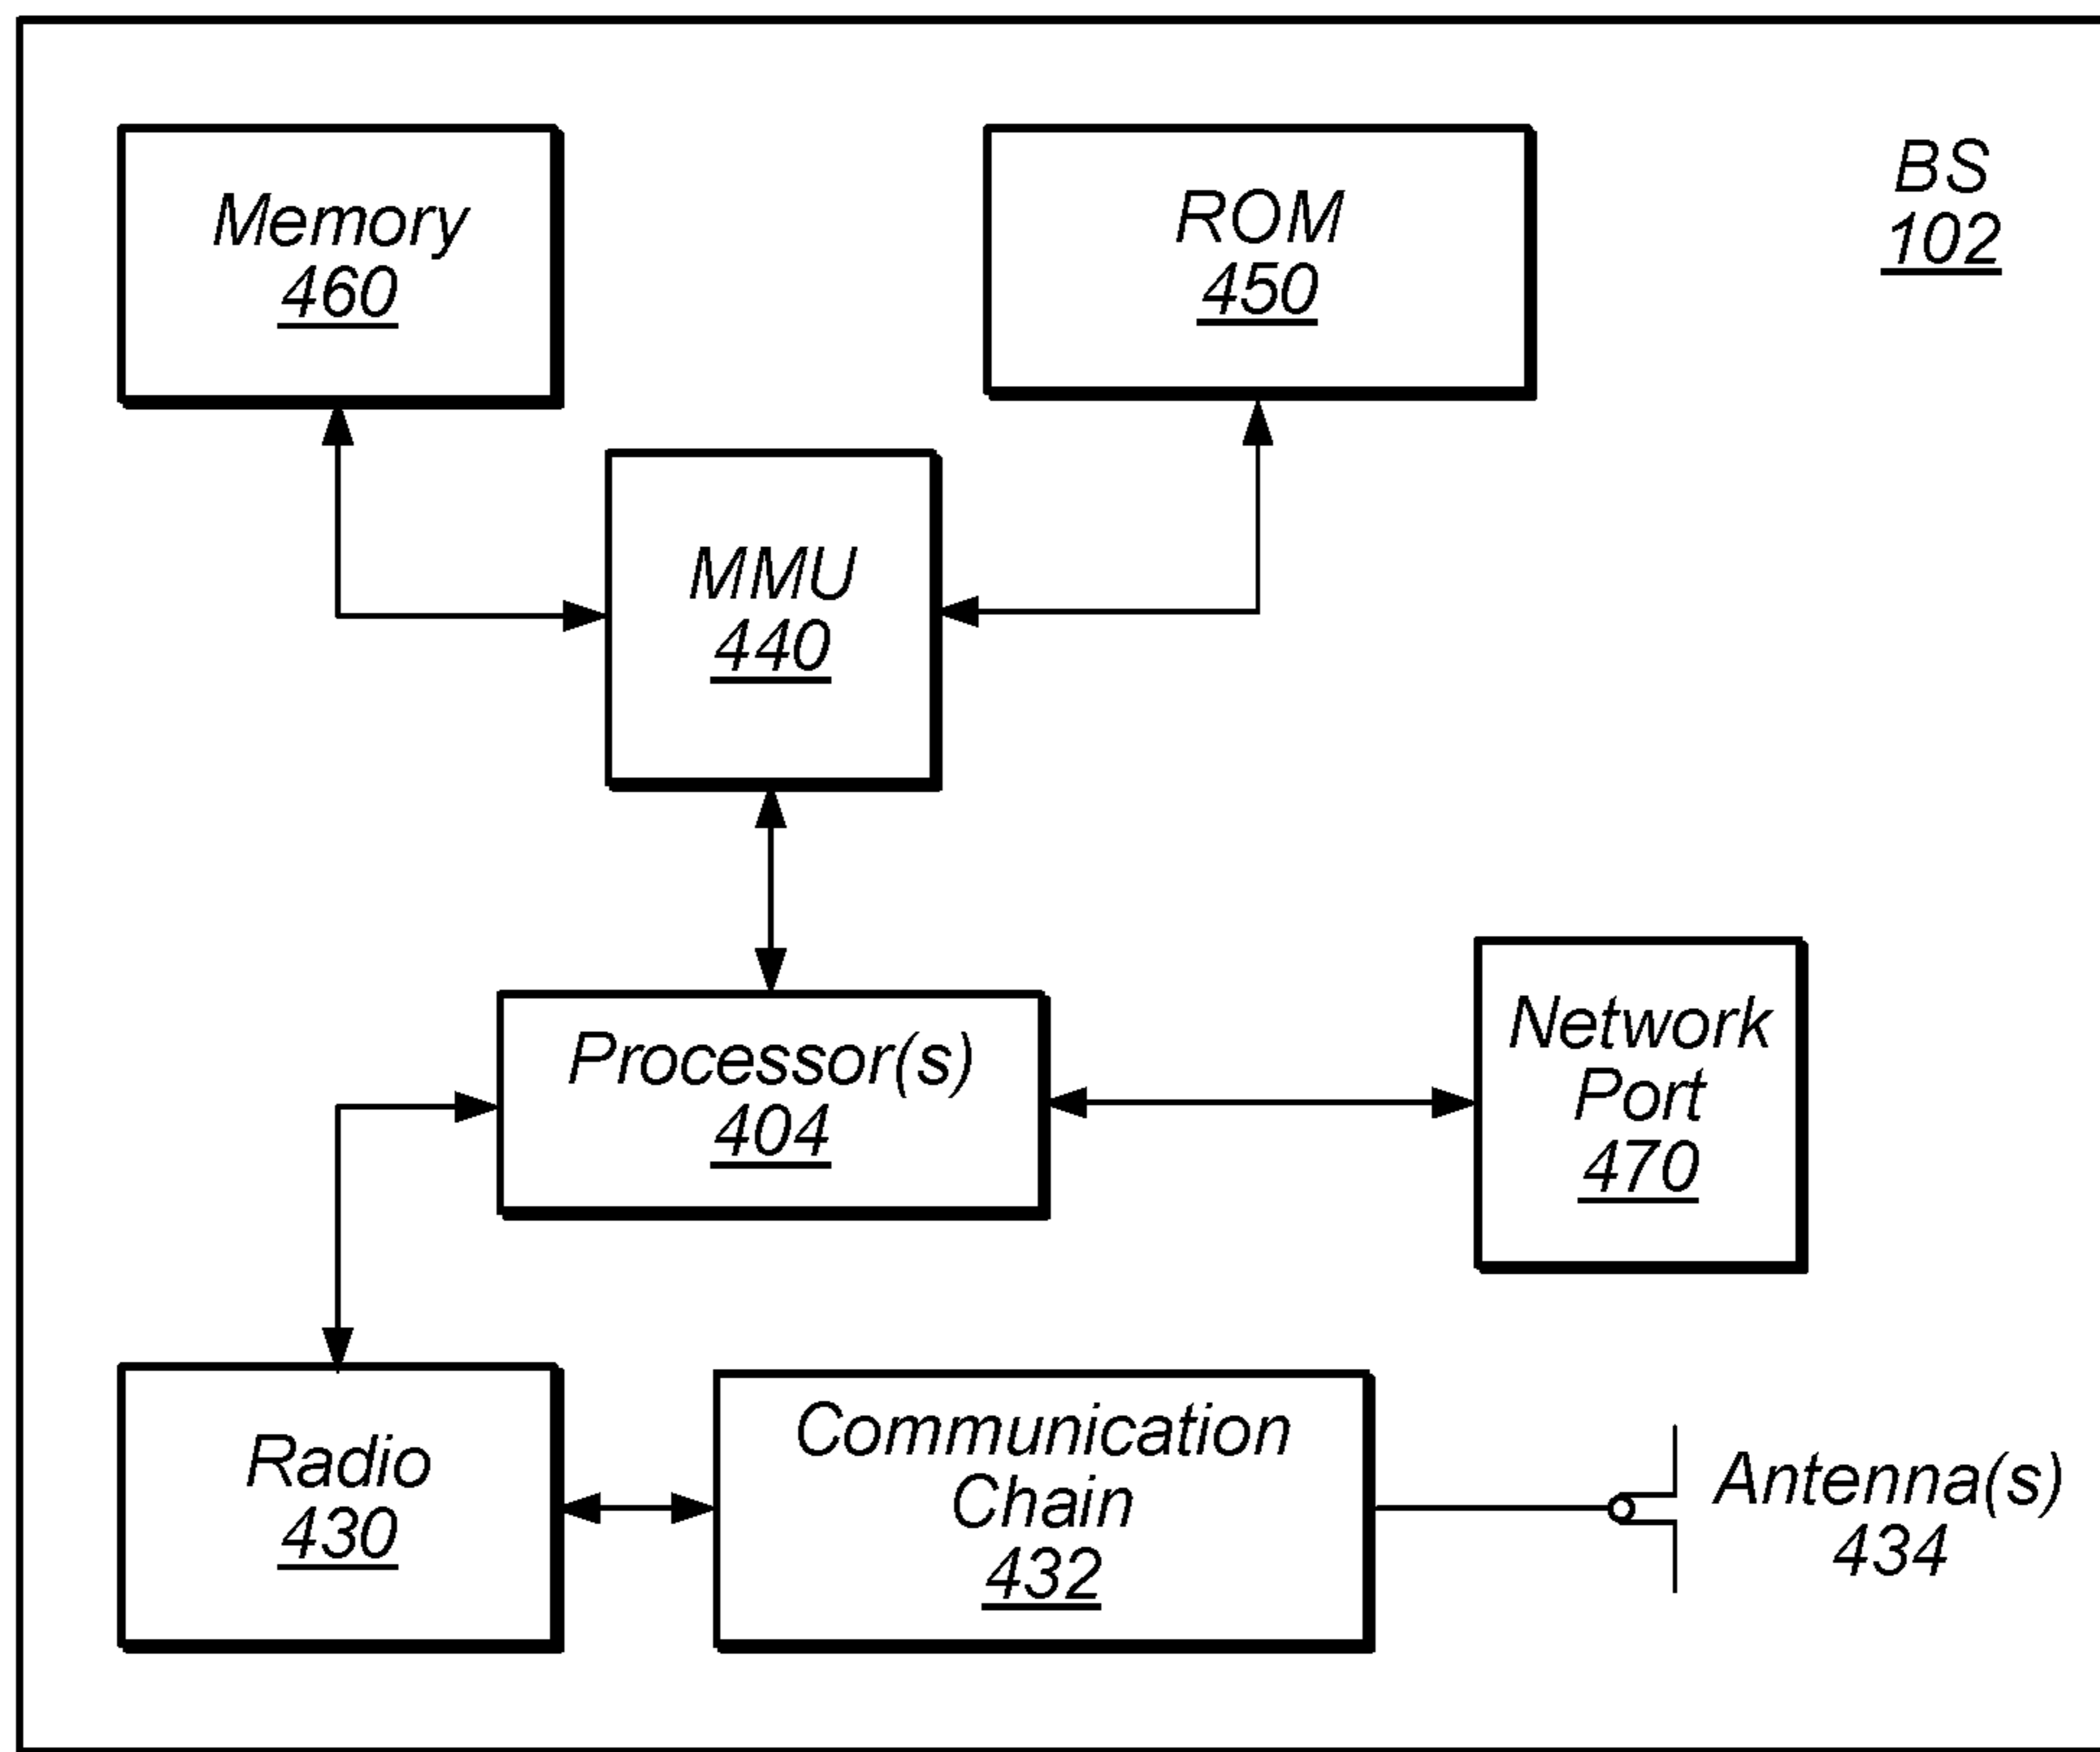 Memory
460
ROM
450
BS
102
MMU
440
Processor(s)
404
Network
Port
470
Radio
430
Communication
Chain
432
Antenna(s)
434